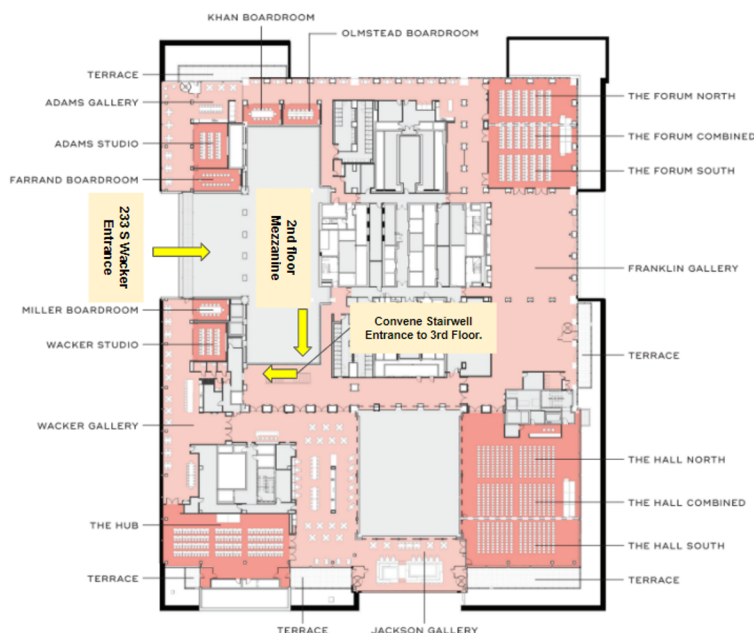 KHAN BOARDROOM
OLMSTEAD BOARDROOM
TERRACE
ADAMS GALLERY
ADAMS STUDIO
FARRAND BOARDROOM
233 S Wacker
Entrance
2nd floor
Mezzanine
MILLER BOARDROOM
WACKER STUDIO
Convene Stairwell
Entrance to 3rd Floor.
WACKER GALLERY
THE HUB
TERRACE
TERRACE
JACKSON GALLERY
THE FORUM NORTH
THE FORUM COMBINED
THE FORUM SOUTH
FRANKLIN GALLERY
TERRACE
THE HALL NORTH
THE HALL COMBINED
THE HALL SOUTH
TERRACE